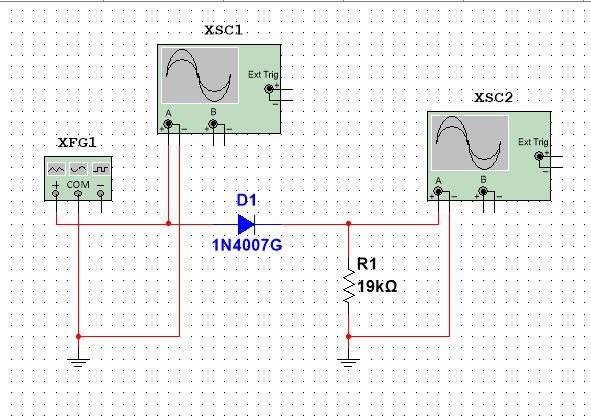 XSC1
Ext Trig
+
-
A
B
+ - + -
XSC2
Ext Trig
+
-
A
B
+ - + -
XFG1
+ COM -
D1
1N4007G
R1
19kΩ